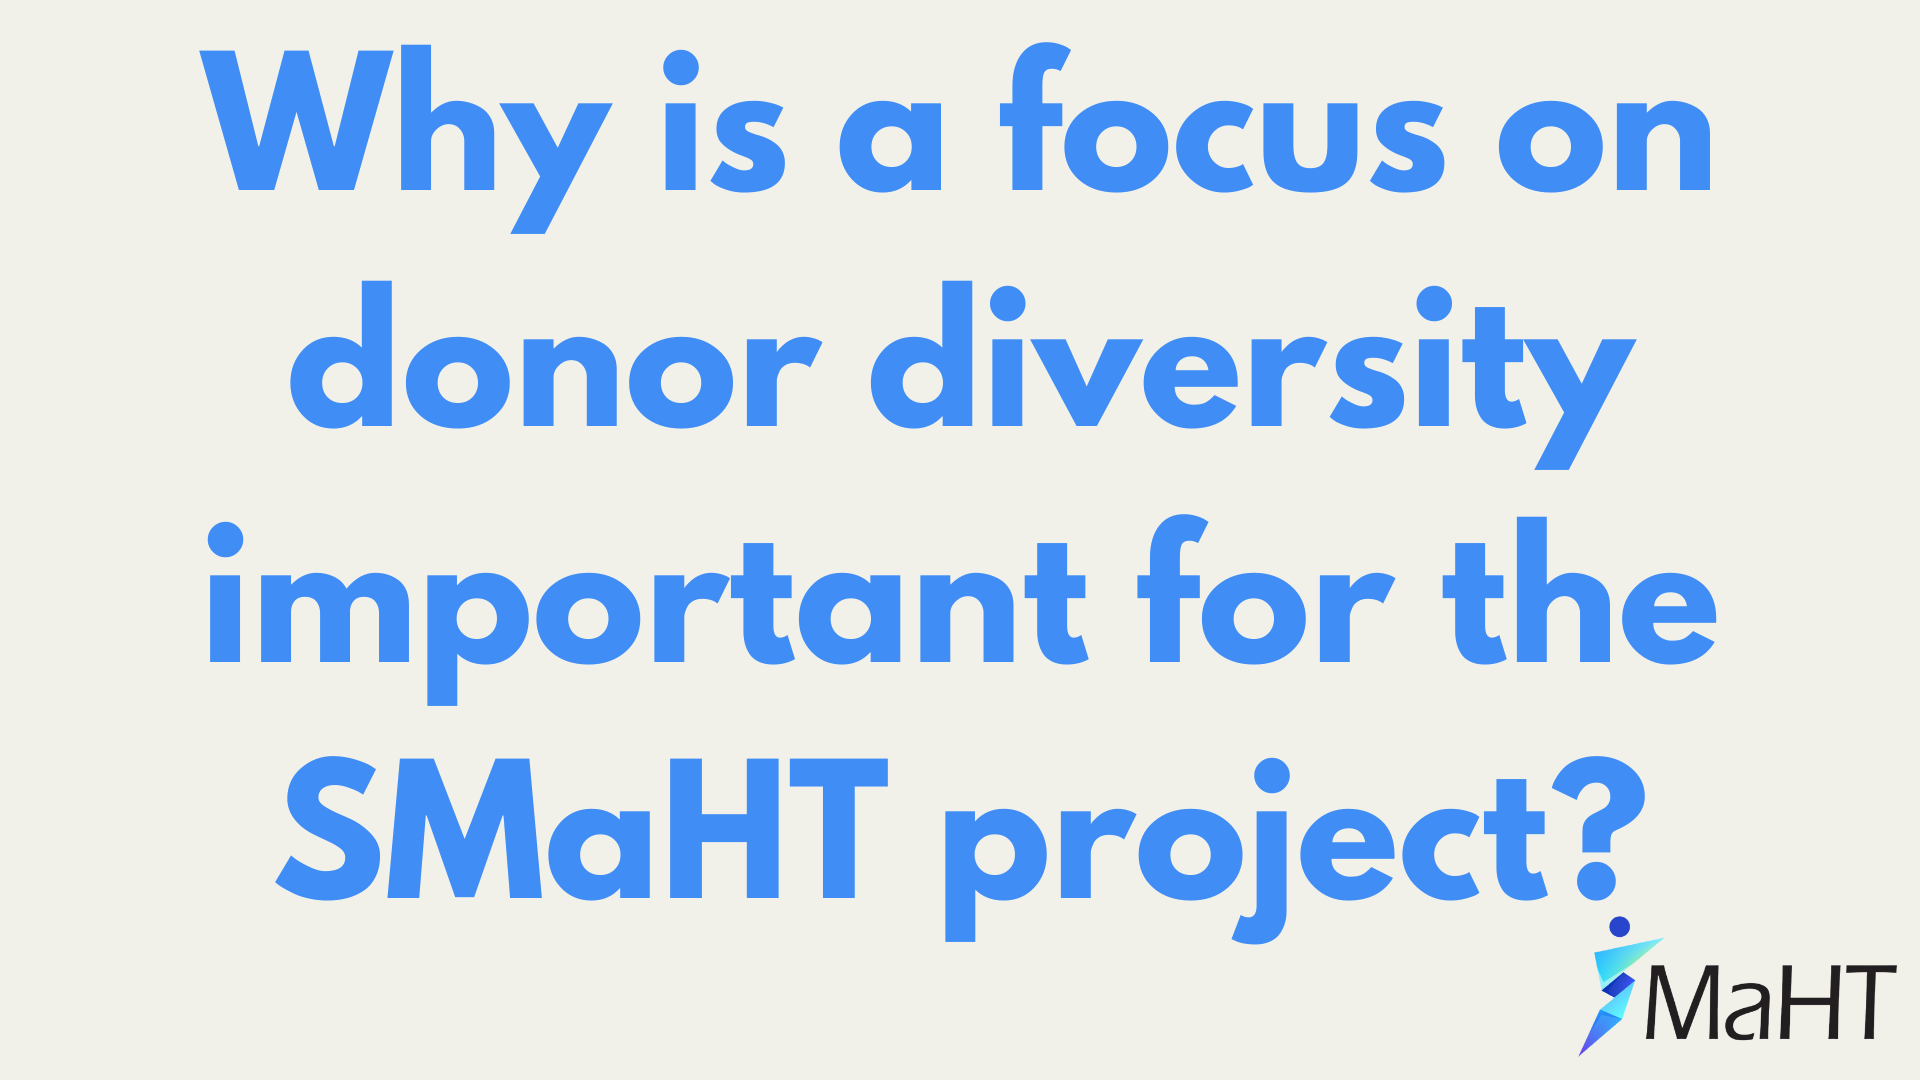 Why is a focus on
donor diversity
important for the
SMaHT project?
SMaHT